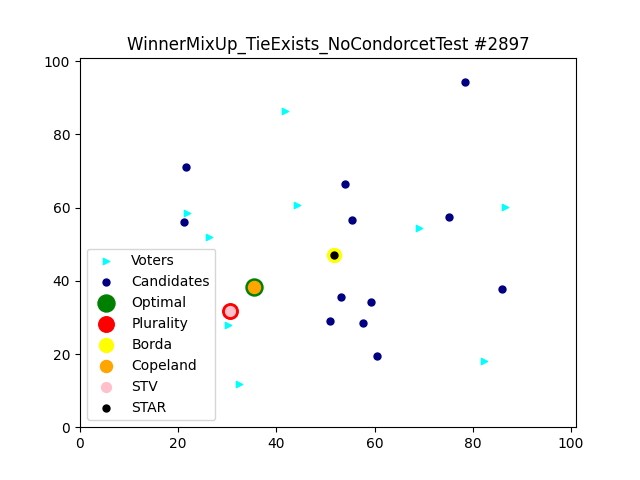 WinnerMixUp_TieExists_NoCondorcetTest #2897
100
80
60
40
20
0
Voters
Candidates
Optimal
Plurality
Borda
Copeland
STV
STAR
0 20 40 60 80 100